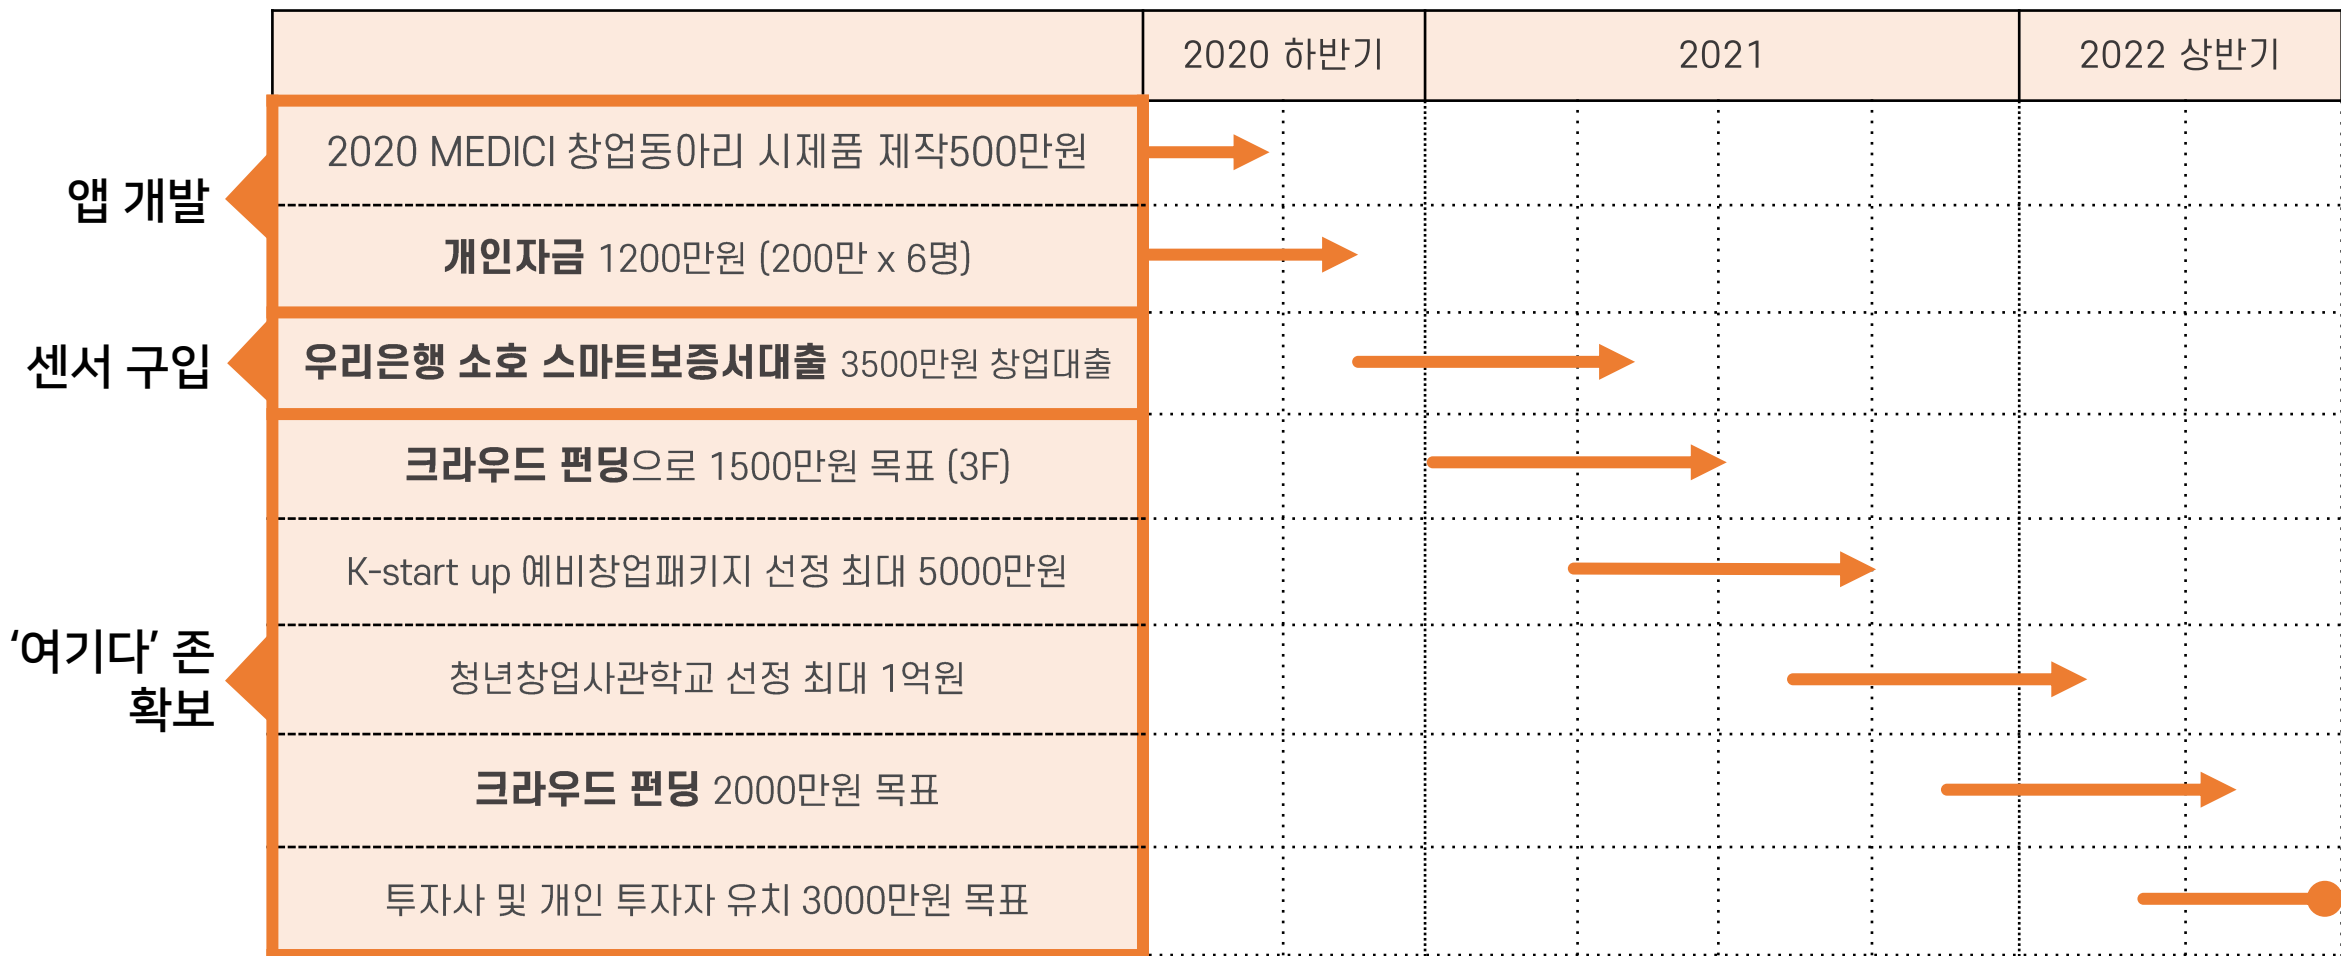 2020 하반기 2021 2022 상반기
앱 개발
2020 MEDICI 창업동아리 시제품 제작500만원
개인자금 1200만원 (200만 x 6명)
센서 구입
우리은행 소호 스마트보증서대출 3500만원 창업대출
‘여기다’ 존
확보
크라우드 펀딩으로 1500만원 목표 (3F)
K-start up 예비창업패키지 선정 최대 5000만원
청년창업사관학교 선정 최대 1억원
크라우드 펀딩 2000만원 목표
투자사 및 개인 투자자 유치 3000만원 목표